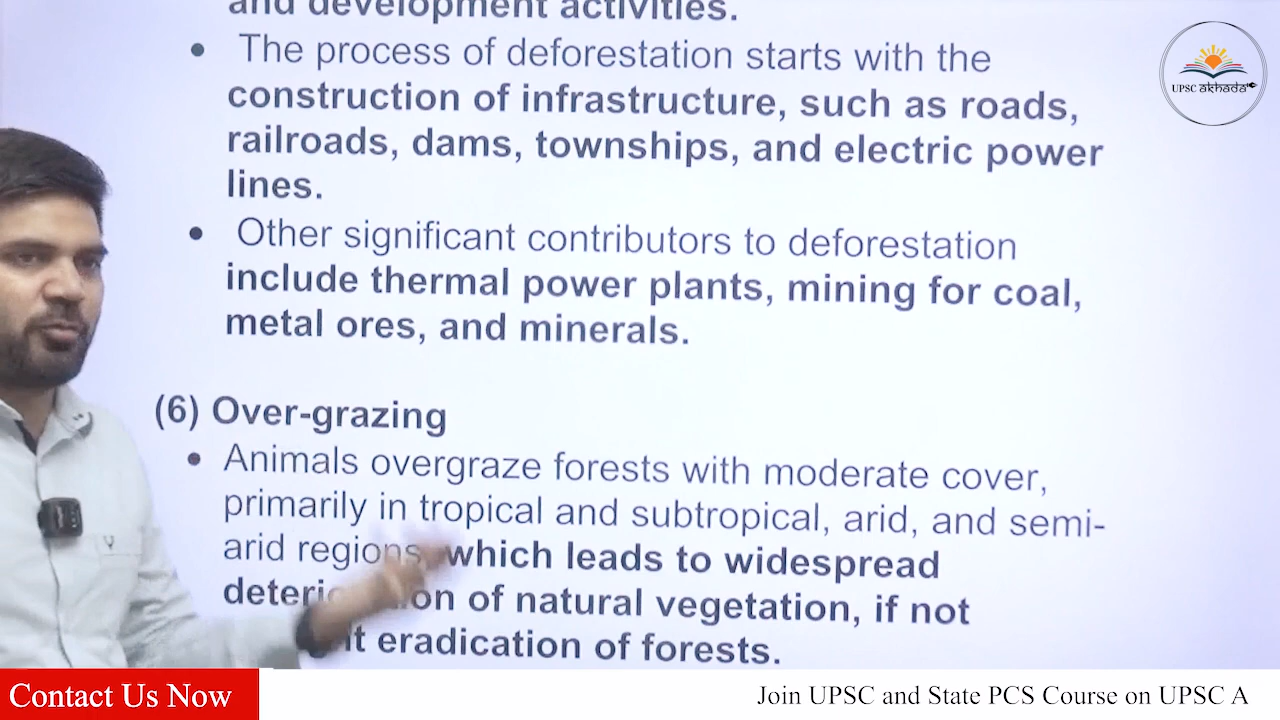 and development activities.
• The process of deforestation starts with the
construction of infrastructure, such as roads,
railroads, dams, townships, and electric power
lines.
• Other significant contributors to deforestation
include thermal power plants, mining for coal,
metal ores, and minerals.
(6) Over-grazing
• Animals overgraze forests with moderate cover,
primarily in tropical and subtropical, arid, and semi-
arid regions, which leads to widespread
of natural vegetation, if not
eradication of forests.
UPSC akhada
Contact Us Now
Join UPSC and State PCS Course on UPSC A